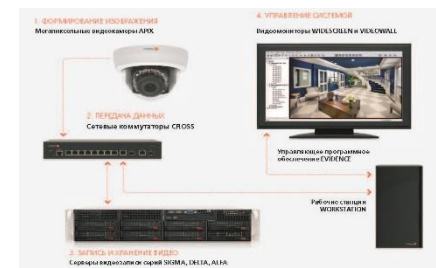 1. ФОРМИРОВАНИЕ ИЗОБРАЖЕНИЯ
Мегапиксельные видеокамеры APIX
4. УПРАВЛЕНИЕ СИСТЕМОЙ
Видеомониторы WIDESCREEN и VIDEOWALL
2. ПЕРЕДАЧА ДАННЫХ
Сетевые коммутаторы CROSS
Управляющее программное
обеспечение EVIDENCE
Рабочие станции
WORKSTATION
3. ЗАПИСЬ И ХРАНЕНИЕ ВИДЕО
Серверы видеозаписи серий SIGMA, DELTA, ALFA